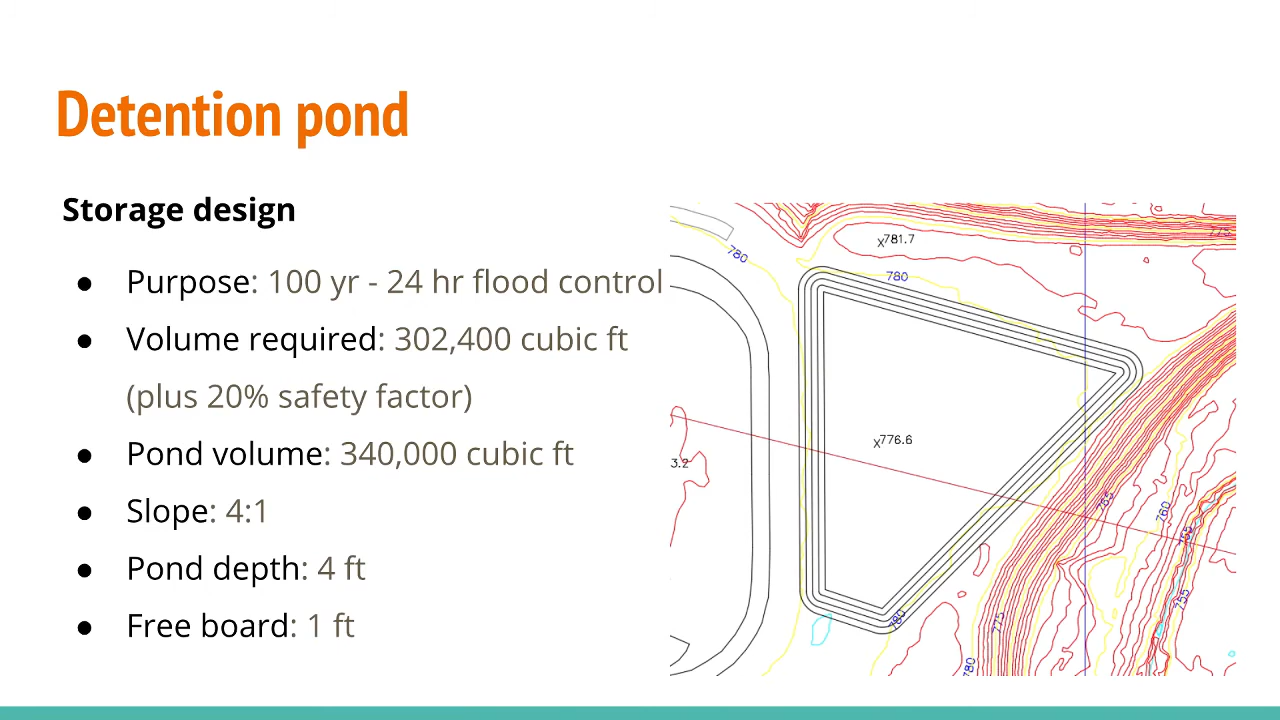 Detention pond
Storage design
● Purpose: 100 yr - 24 hr flood control
● Volume required: 302,400 cubic ft
(plus 20% safety factor)
● Pond volume: 340,000 cubic ft
● Slope: 4:1
● Pond depth: 4 ft
● Free board: 1 ft
775
x781.7
780
780
x776.6
3.2
765
760
755
755
780
775
780